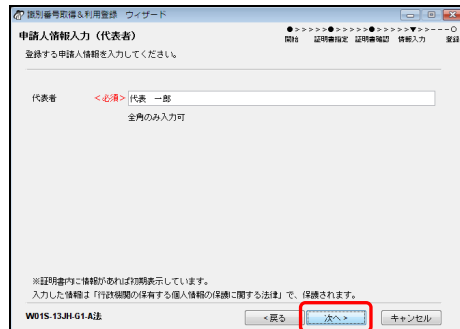 識別番号取得&利用登録 ウィザード
申請人情報入力(代表者)
●>>>>>●>>>>>●>>>>>▼>>---○
開始 証明書指定 証明書確認 情報入力 登録
登録する申請人情報を入力してください。
代表者 <必須> 代表 一郎
全角のみ入力可
※証明書内に情報があれば初期表示しています。
入力した情報は「行政機関の保有する個人情報の保護に関する法律」で、保護されます。
W01S-13JH-G1-A法 <戻る 次へ> キャンセル